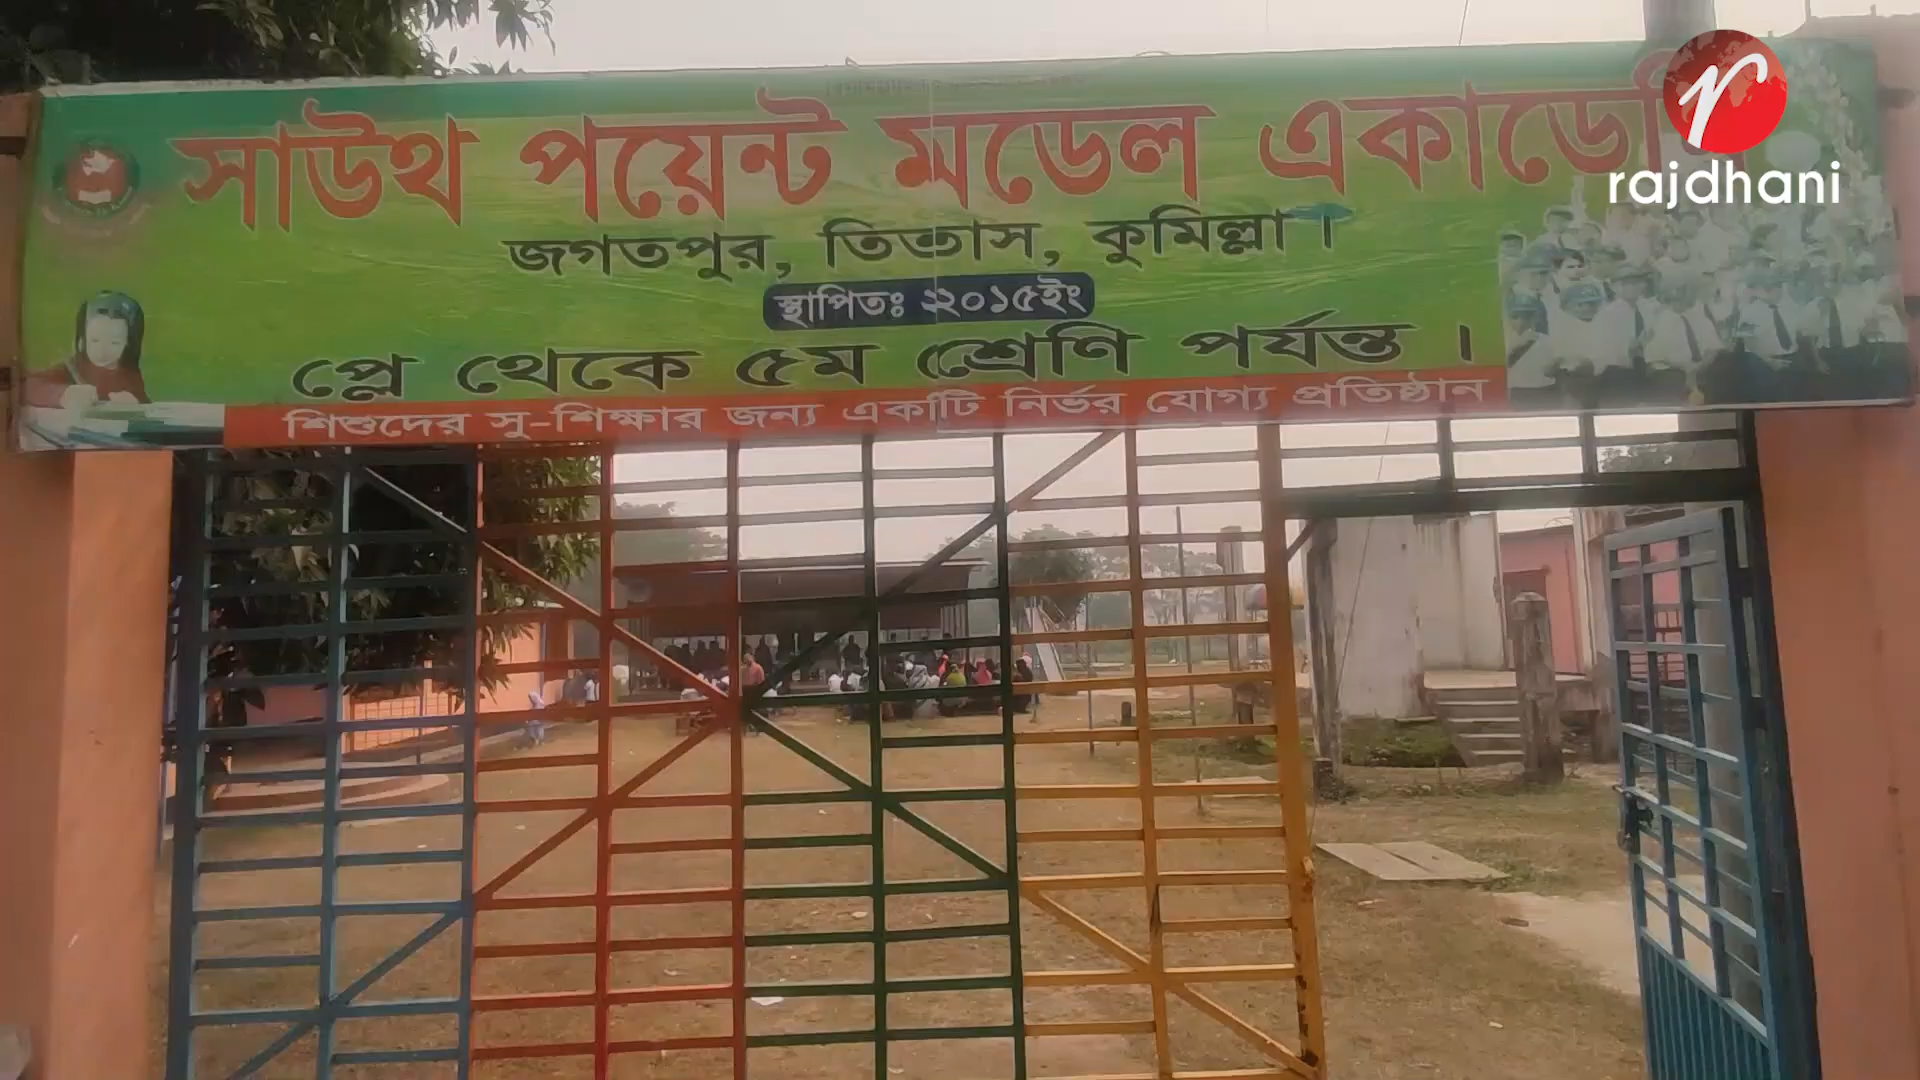 সাউথ পয়েন্ট মডেল একাডেমি
জগতপুর, তিতাস, কুমিল্লা ।
স্থাপিতঃ ২০১৫ইং
প্লে থেকে ৫ম শ্রেণি পর্যন্ত ।
শিশুদের সু-শিক্ষার জন্য একটি নির্ভর যোগ্য প্রতিষ্ঠান
r
rajdhani